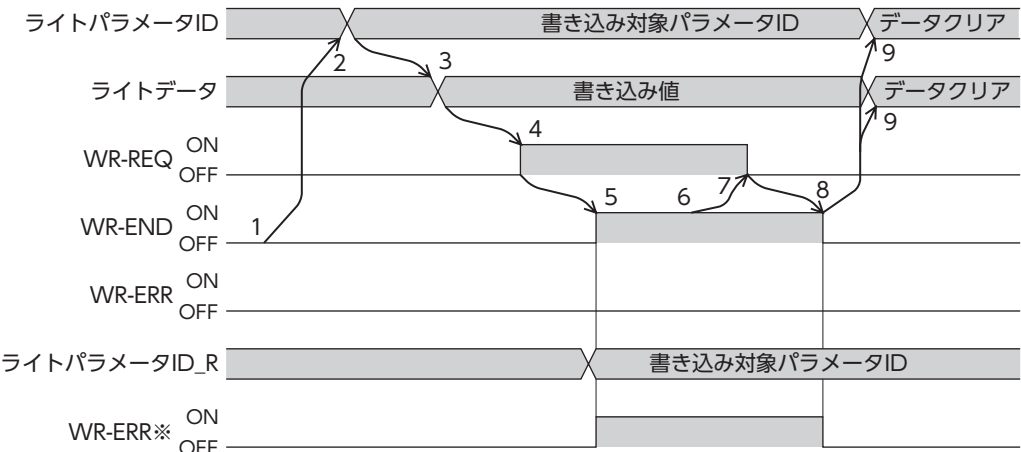 ライトパラメータID
書き込み対象パラメータID
データクリア
2
3
9
ライトデータ
書き込み値
データクリア
4
9
WR-REQ ON
OFF
5
6
7
8
WR-END ON
OFF
1
WR-ERR ON
OFF
ライトパラメータID_R
書き込み対象パラメータID
WR-ERR※ ON
OFF